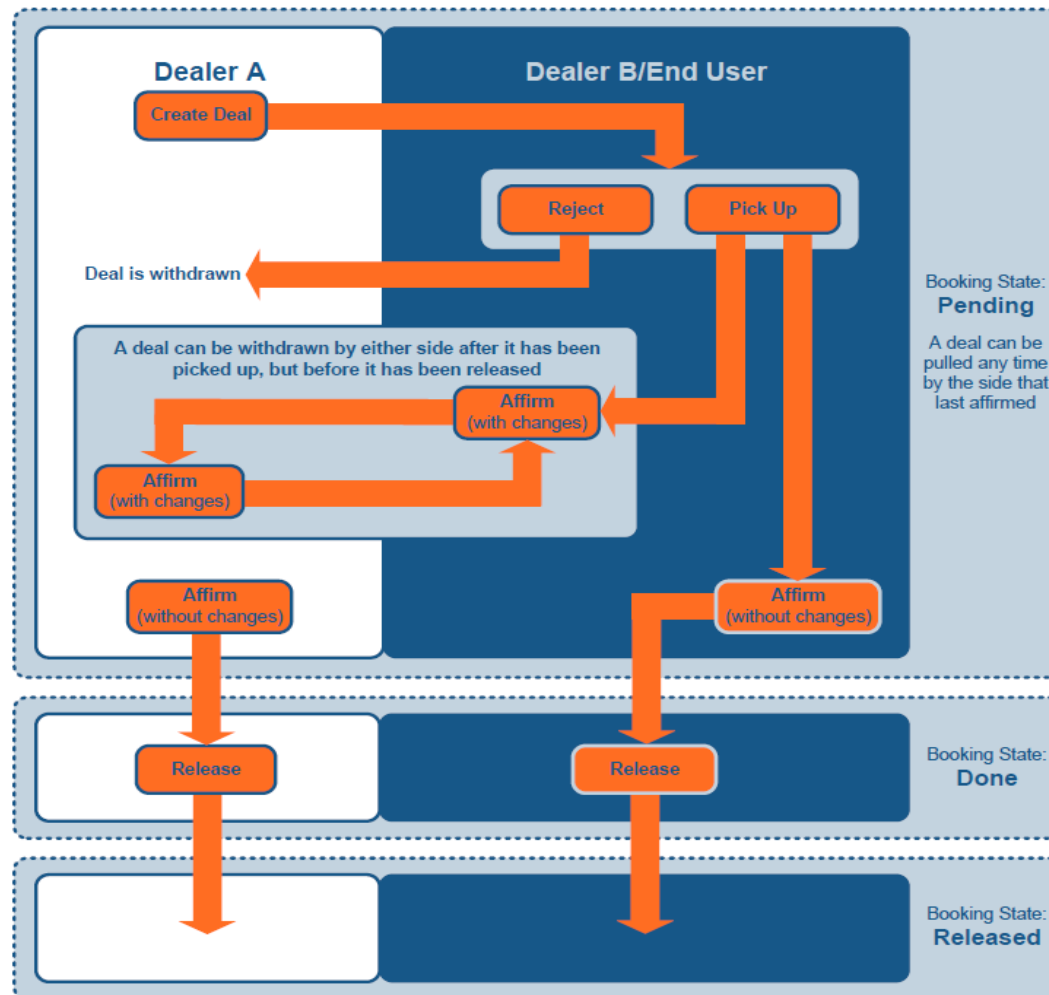 Dealer A
Dealer B/End User
Create Deal
Reject
Pick Up
Deal is withdrawn
Booking State:
Pending
A deal can be
pulled any time
by the side that
last affirmed
A deal can be withdrawn by either side after it has been
picked up, but before it has been released
Affirm
(with changes)
Affirm
(with changes)
Affirm
(without changes)
Affirm
(without changes)
Release
Release
Booking State:
Done
Booking State:
Released